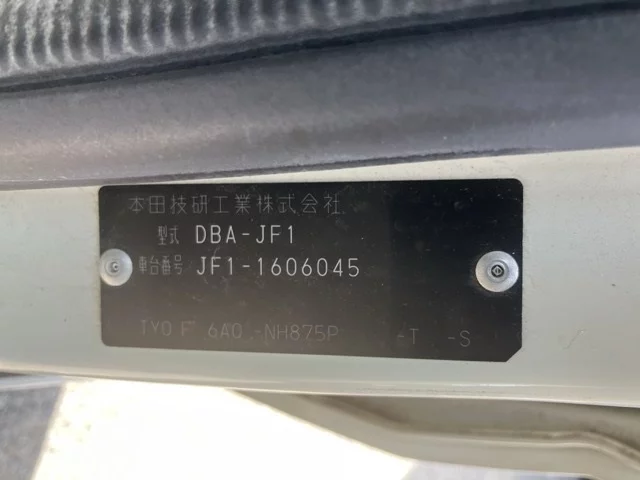 本田技研工業株式会社
型式 DBA-JF1
車台番号 JF1-1606045
TY0 F 6A0 -NH875P -T -S